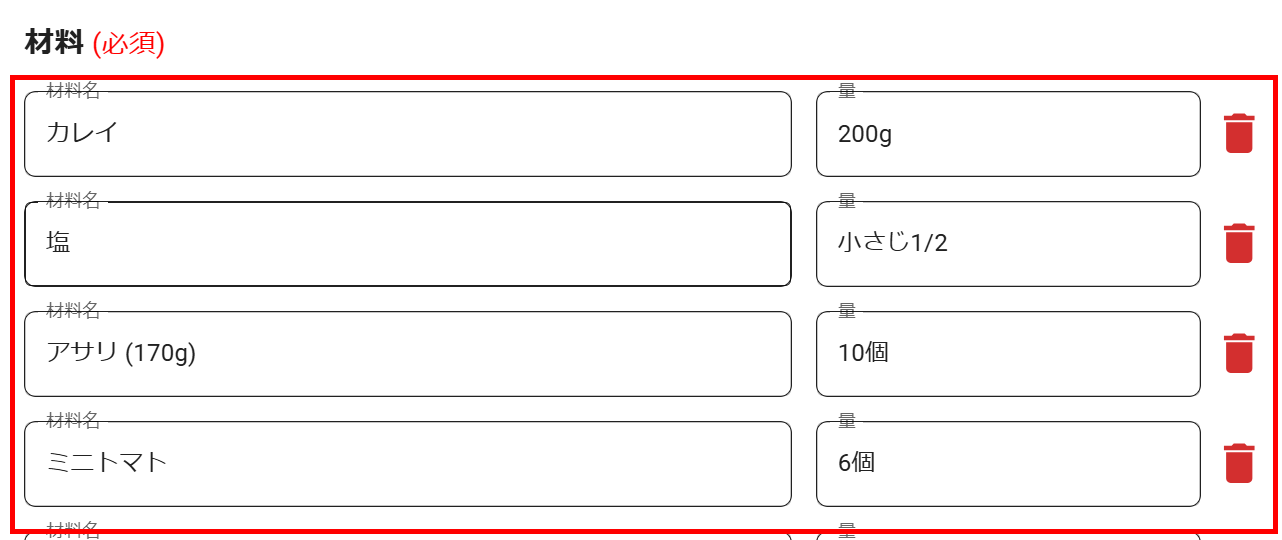 材料 (必須)
材料名 量
カレイ 200g
材料名 量
塩 小さじ1/2
材料名 量
アサリ (170g) 10個
材料名 量
ミニトマト 6個
材料名 量